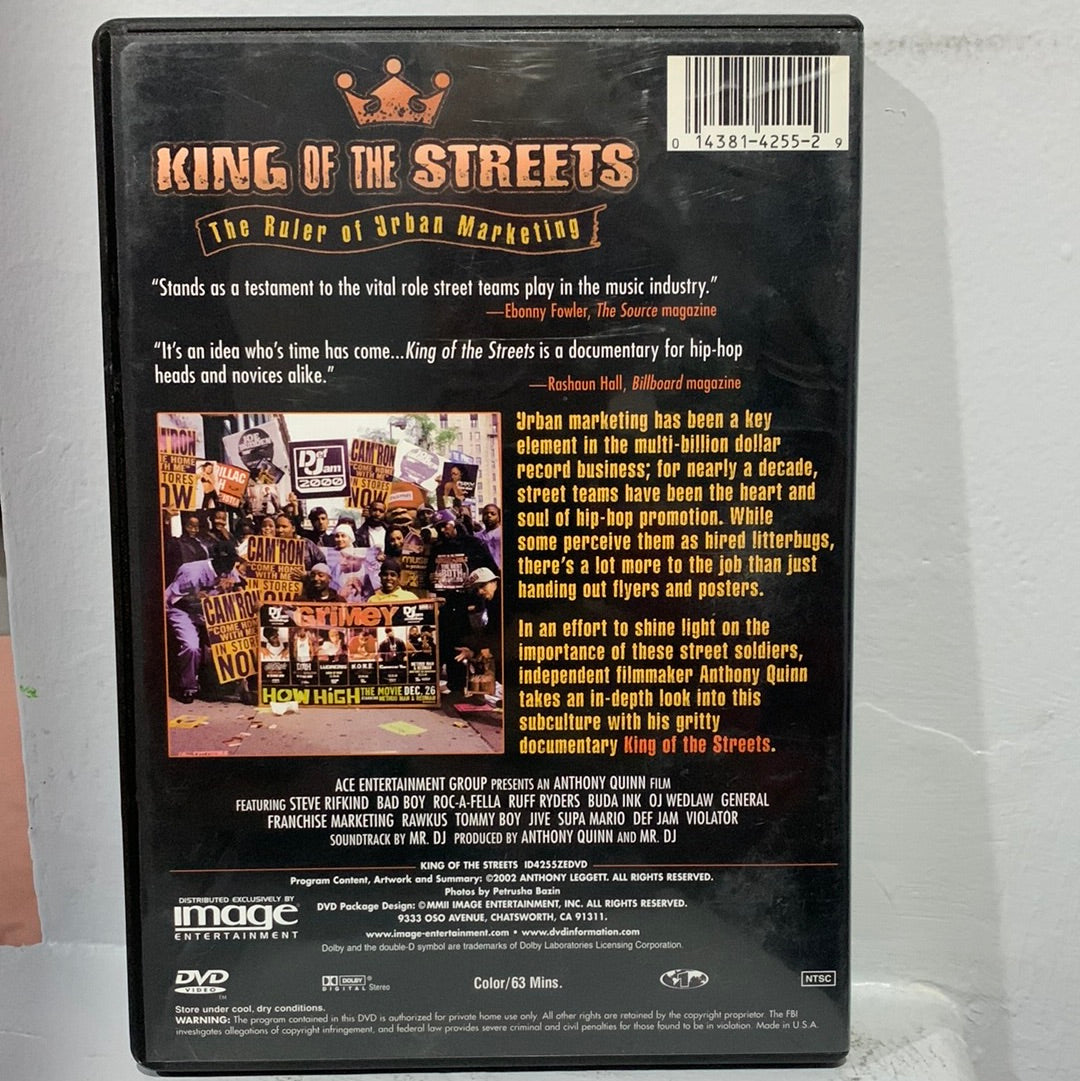 0 14381-4255-2 9
KING OF THE STREETS
The Ruler of Urban Marketing
“Stands as a testament to the vital role street teams play in the music industry.”
—Ebonny Fowler, The Source magazine
“It's an idea who's time has come...King of the Streets is a documentary for hip-hop
heads and novices alike.”
—Rashaun Hall, Billboard magazine
Def Jam
2000
CAM'RON
"COME HOME
WITH ME"
IN STORES
NOW
CAM'RON
"COME HOME
WITH ME"
IN STORES
CAM'RON
NOW
GRIMEY
N.O.R.E.
HOW HIGH THE MOVIE DEC. 26
Urban marketing has been a key
element in the multi-billion dollar
record business; for nearly a decade,
street teams have been the heart and
soul of hip-hop promotion. While
some perceive them as hired litterbugs,
there's a lot more to the job than just
handing out flyers and posters.
In an effort to shine light on the
importance of these street soldiers,
independent filmmaker Anthony Quinn
takes an in-depth look into this
subculture with his gritty
documentary King of the Streets.
ACE ENTERTAINMENT GROUP PRESENTS AN ANTHONY QUINN FILM
FEATURING STEVE RIFKIND BAD BOY ROC-A-FELLA RUFF RYDERS BUDA INK OJ WEDLAW GENERAL
FRANCHISE MARKETING RAWKUS TOMMY BOY JIVE SUPA MARIO DEF JAM VIOLATOR
SOUNDTRACK BY MR. DJ PRODUCED BY ANTHONY QUINN AND MR. DJ
KING OF THE STREETS ID4255ZEDVD
Program Content, Artwork and Summary: ©2002 ANTHONY LEGGETT. ALL RIGHTS RESERVED.
Photos by Petrusha Bazin
DVD Package Design: ©MMII IMAGE ENTERTAINMENT, INC. ALL RIGHTS RESERVED.
9333 OSO AVENUE, CHATSWORTH, CA 91311.
www.image-entertainment.com • www.dvdinformation.com
Dolby and the double-D symbol are trademarks of Dolby Laboratories Licensing Corporation.
DISTRIBUTED EXCLUSIVELY BY
image
ENTERTAINMENT
DVD
VIDEO
TM
DOLBY
DIGITAL Stereo
Color/63 Mins.
1
NTSC
Store under cool, dry conditions.
WARNING: The program contained in this DVD is authorized for private home use only. All other rights are retained by the copyright proprietor. The FBI
investigates allegations of copyright infringement, and federal law provides severe criminal and civil penalties for those found to be in violation. Made in U.S.A.